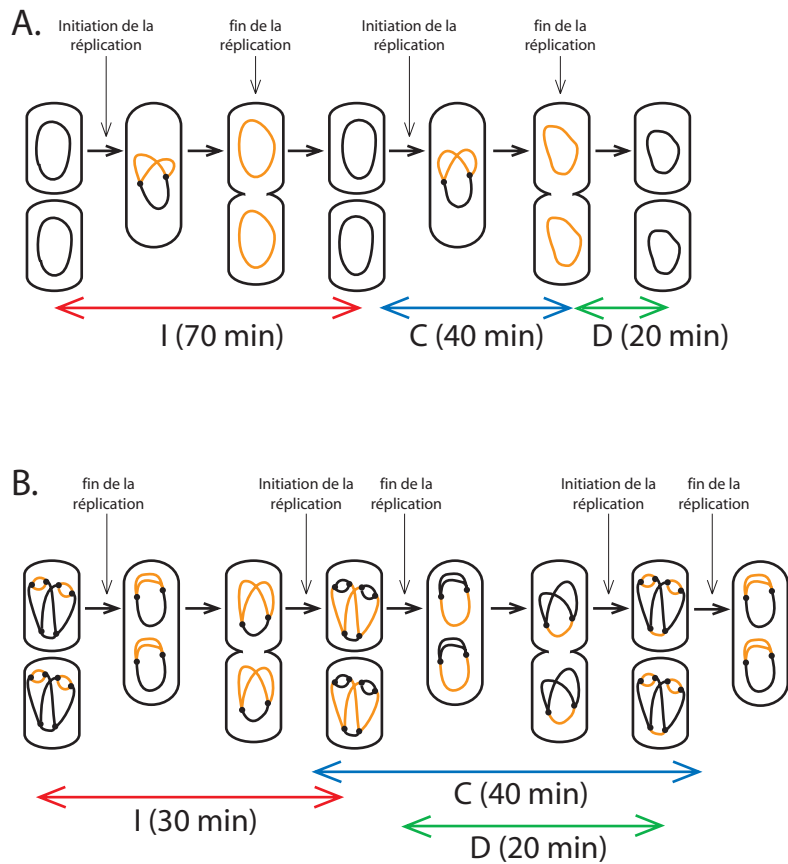 A.
Initiation de la
réplication
fin de la
réplication
Initiation de la
réplication
fin de la
réplication
I (70 min)
C (40 min)
D (20 min)
B.
fin de la
réplication
Initiation de la
réplication
fin de la
réplication
Initiation de la
réplication
fin de la
réplication
I (30 min)
C (40 min)
D (20 min)